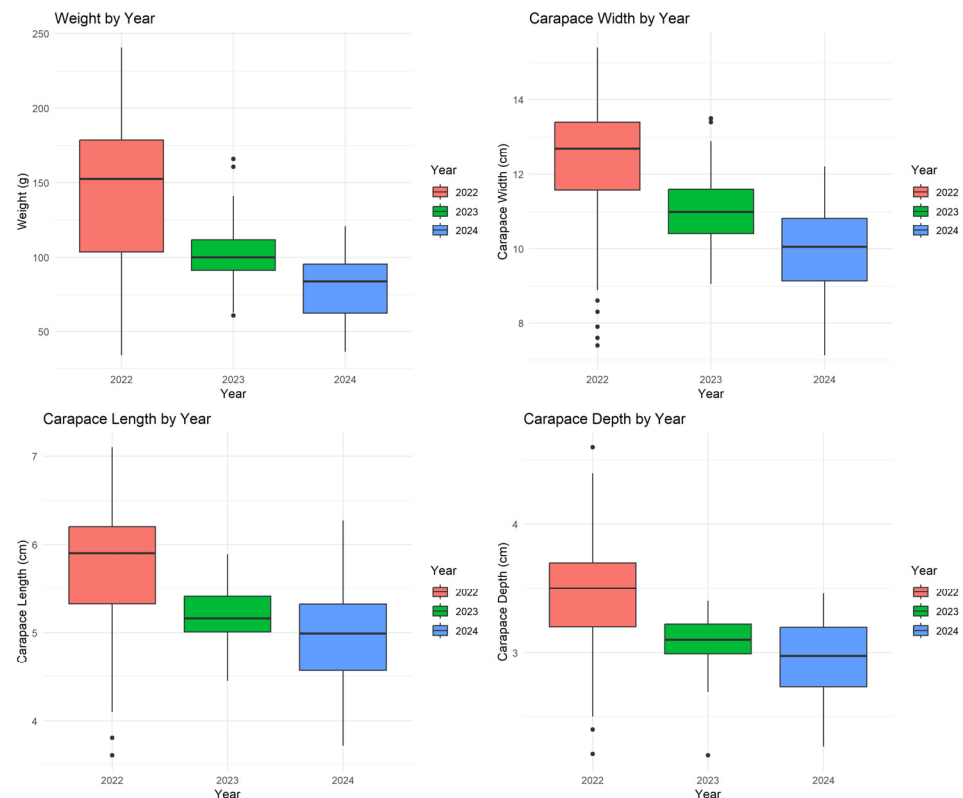 Weight by Year
250
200
150
100
50
Weight (g)
2022
2023
2024
Year
Year
2022
2023
2024
Carapace Width by Year
14
12
10
8
Carapace Width (cm)
2022
2023
2024
Year
Year
2022
2023
2024
Carapace Length by Year
7
6
5
4
Carapace Length (cm)
2022
2023
2024
Year
Year
2022
2023
2024
Carapace Depth by Year
4
3
Carapace Depth (cm)
2022
2023
2024
Year
Year
2022
2023
2024